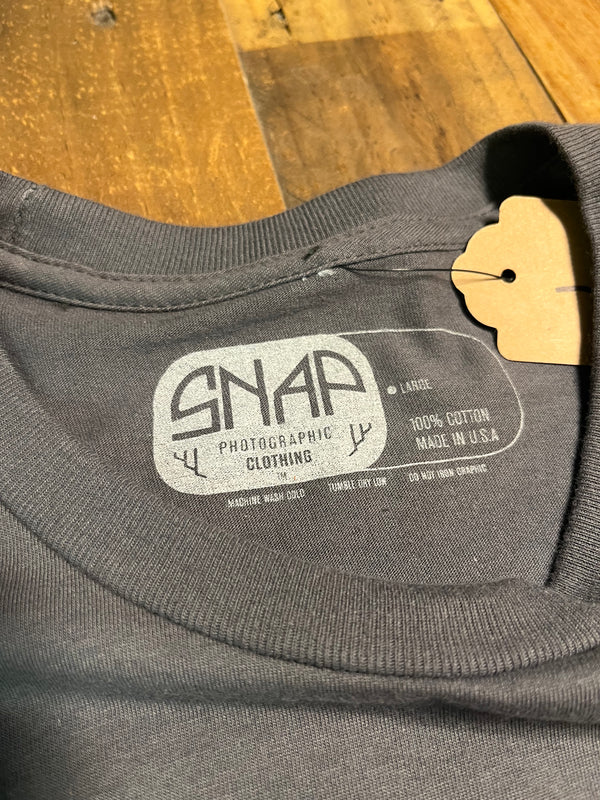 SNAP
PHOTOGRAPHIC
CLOTHING
TM
LARGE
100% COTTON
MADE IN U.S.A
MACHINE WASH COLD TUMBLE DRY LOW DO NOT IRON GRAPHIC